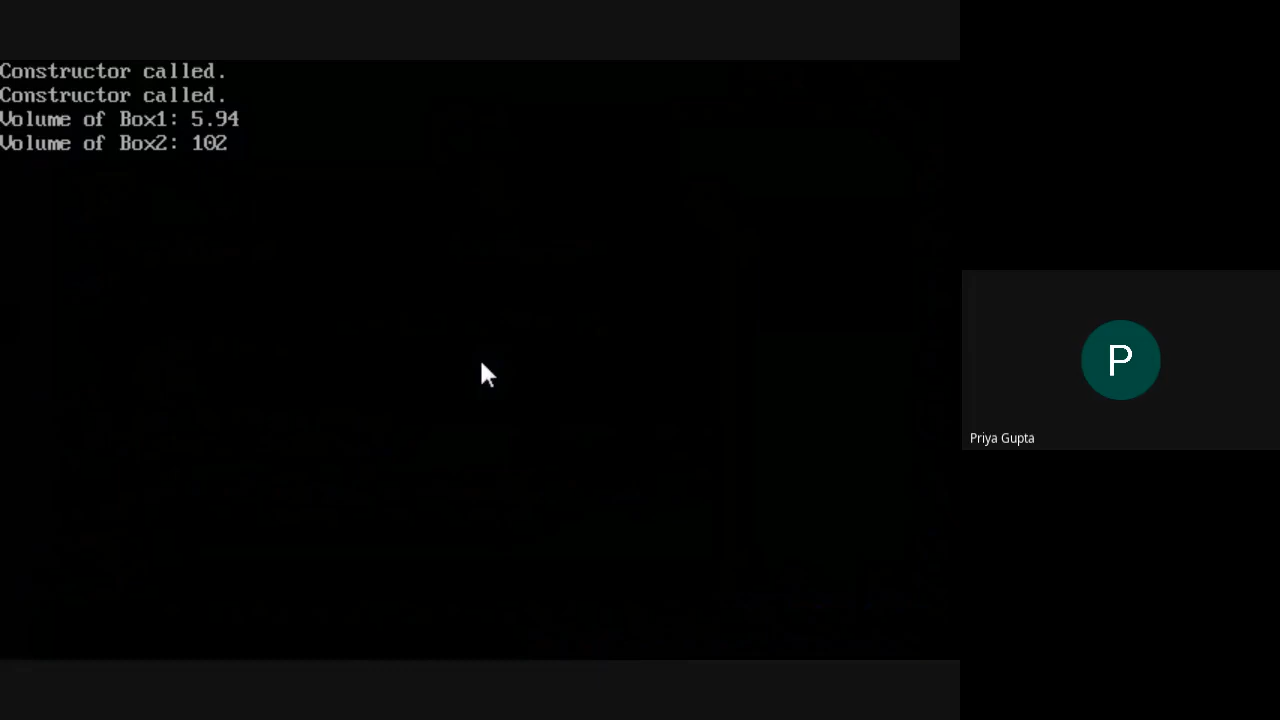 Constructor called.
Constructor called.
Volume of Box1: 5.94
Volume of Box2: 102
P
Priya Gupta